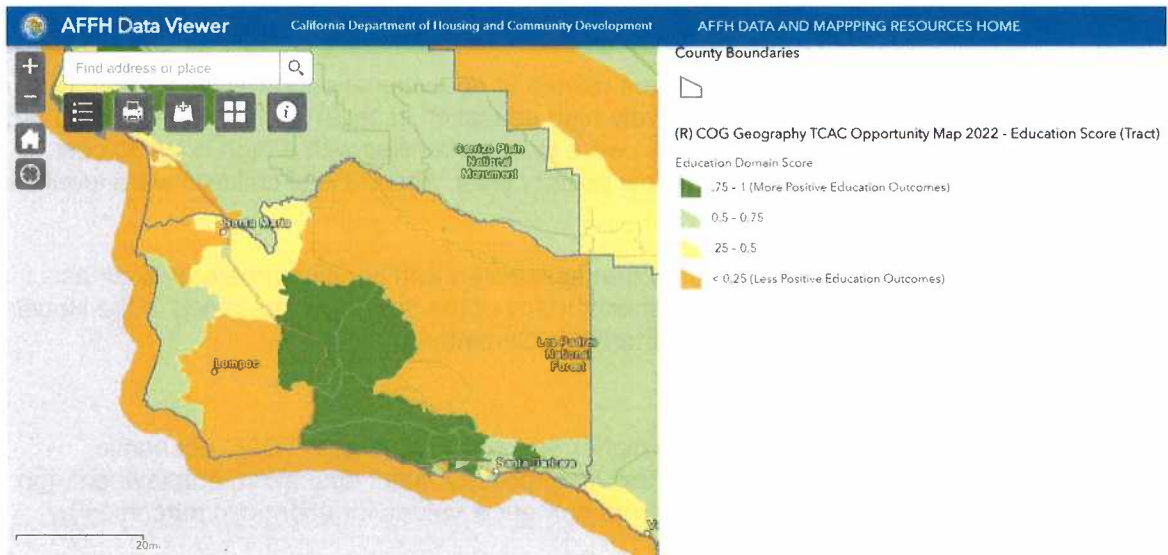 AFFH Data Viewer
California Department of Housing and Community Development
AFFH DATA AND MAPPPING RESOURCES HOME
Find address or place
County Boundaries
(R) COG Geography TCAC Opportunity Map 2022 - Education Score (Tract)
Education Domain Score
.75 - 1 (More Positive Education Outcomes)
0.5 - 0.75
.25 - 0.5
< 0.25 (Less Positive Education Outcomes)
Carrizo Plain
National
Monument
Santa Maria
Los Padres
National
Forest
Lompoc
Santa Barbara
20mi